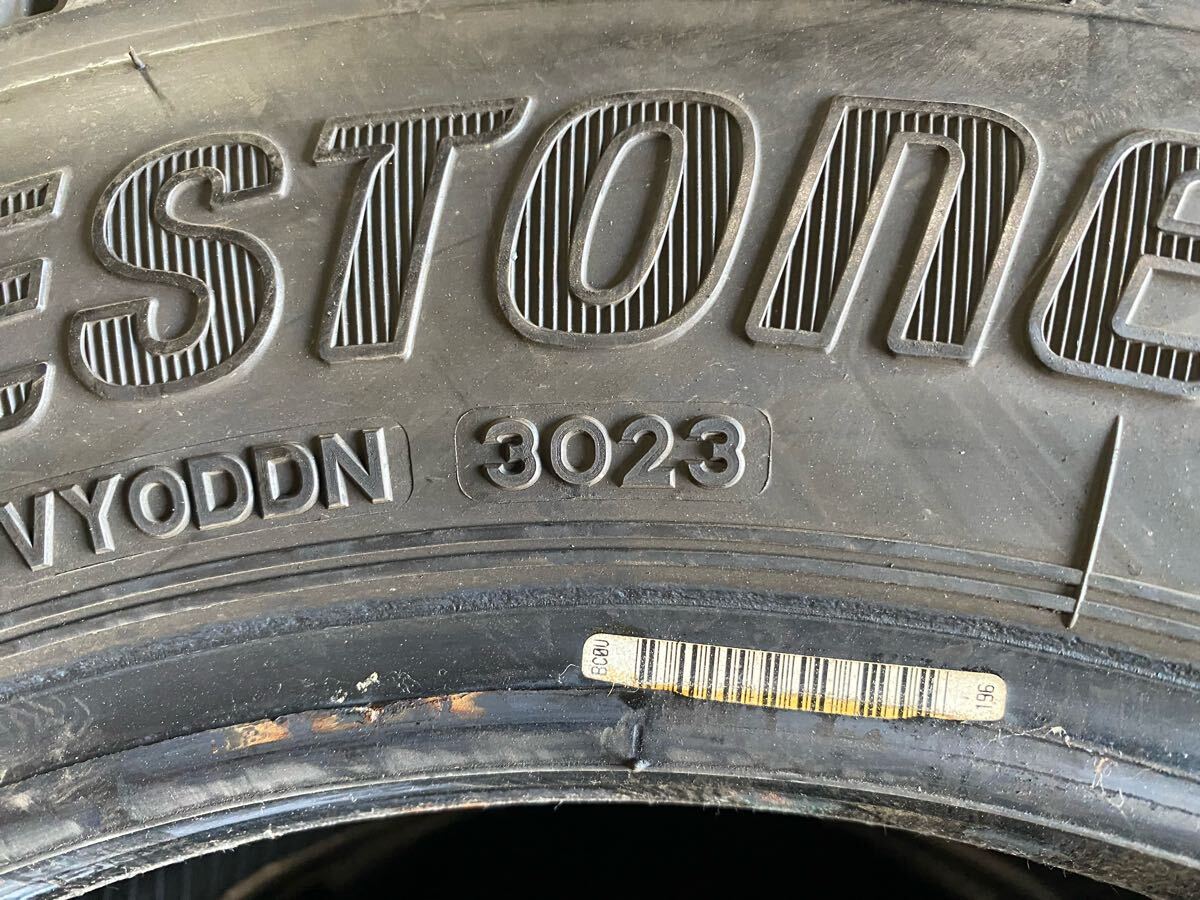 ESTONE
VYODDN 3023
BC0U 196